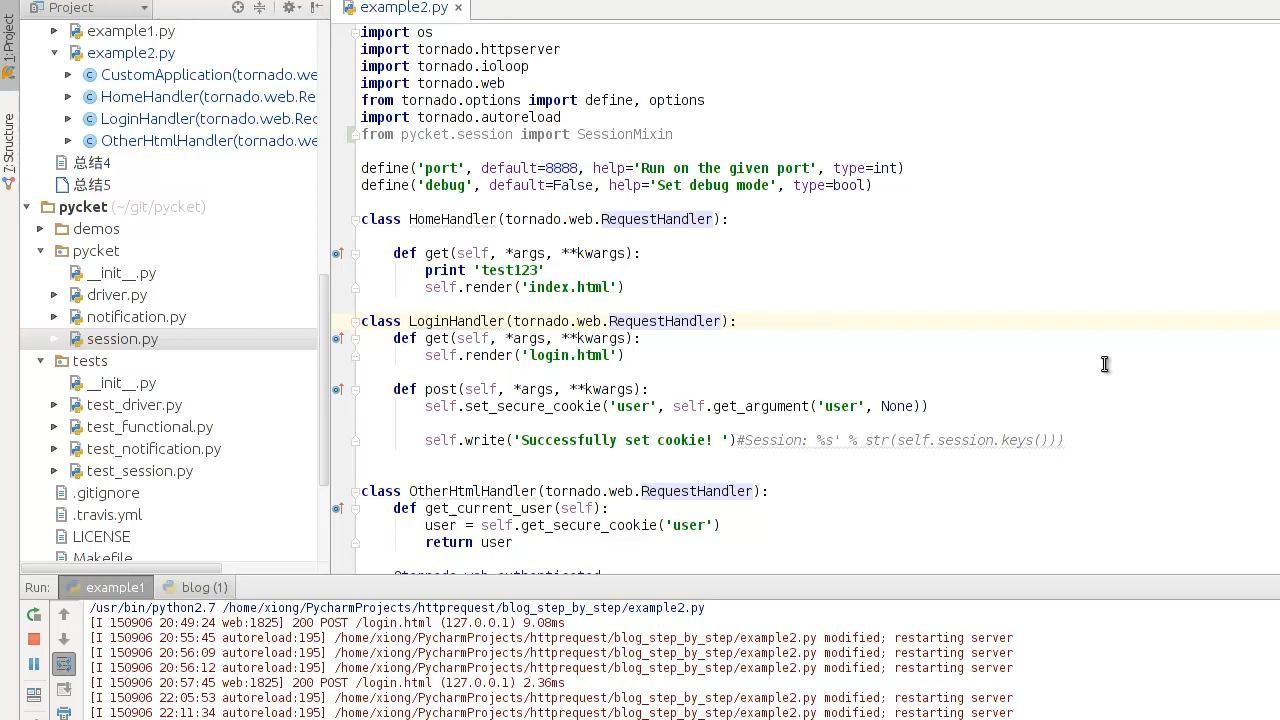 Project
example2.py
1: Project
7: Structure
example1.py
example2.py
CustomApplication(tornado.we
HomeHandler(tornado.web.Re
LoginHandler(tornado.web.Rec
OtherHtmlHandler(tornado.we
总结4
总结5
pycket (~/git/pycket)
demos
pycket
__init__.py
driver.py
notification.py
session.py
tests
__init__.py
test_driver.py
test_functional.py
test_notification.py
test_session.py
.gitignore
.travis.yml
LICENSE
Makefile
import os
import tornado.httpserver
import tornado.ioloop
import tornado.web
from tornado.options import define, options
import tornado.autoreload
from pycket.session import SessionMixin
define('port', default=8888, help='Run on the given port', type=int)
define('debug', default=False, help='Set debug mode', type=bool)
class HomeHandler(tornado.web.RequestHandler):
def get(self, *args, **kwargs):
print 'test123'
self.render('index.html')
class LoginHandler(tornado.web.RequestHandler):
def get(self, *args, **kwargs):
self.render('login.html')
def post(self, *args, **kwargs):
self.set_secure_cookie('user', self.get_argument('user', None))
self.write('Successfully set cookie! ')#Session: %s' % str(self.session.keys()))
class OtherHtmlHandler(tornado.web.RequestHandler):
def get_current_user(self):
user = self.get_secure_cookie('user')
return user
@tornado.web.authenticated
Run: example1 blog (1)
/usr/bin/python2.7 /home/xiong/PycharmProjects/httprequest/blog_step_by_step/example2.py
[I 150906 20:49:24 web:1825] 200 POST /login.html (127.0.0.1) 9.08ms
[I 150906 20:55:45 autoreload:195] /home/xiong/PycharmProjects/httprequest/blog_step_by_step/example2.py modified; restarting server
[I 150906 20:56:09 autoreload:195] /home/xiong/PycharmProjects/httprequest/blog_step_by_step/example2.py modified; restarting server
[I 150906 20:56:12 autoreload:195] /home/xiong/PycharmProjects/httprequest/blog_step_by_step/example2.py modified; restarting server
[I 150906 20:57:45 web:1825] 200 POST /login.html (127.0.0.1) 2.36ms
[I 150906 22:05:53 autoreload:195] /home/xiong/PycharmProjects/httprequest/blog_step_by_step/example2.py modified; restarting server
[I 150906 22:11:34 autoreload:195] /home/xiong/PycharmProjects/httprequest/blog_step_by_step/example2.py modified; restarting server